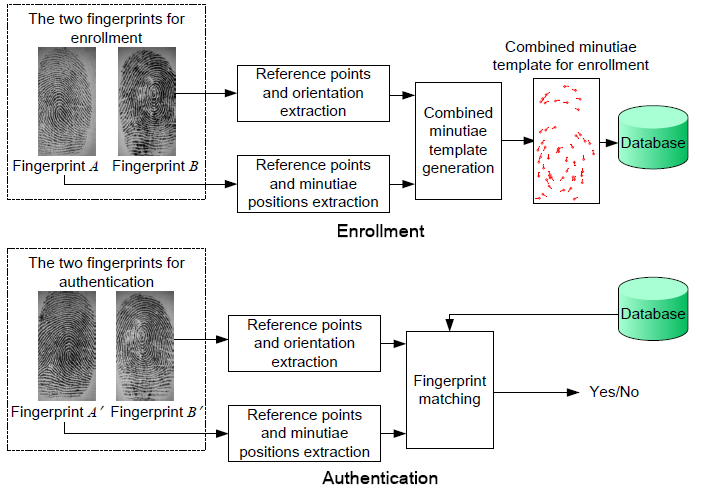 The two fingerprints for
enrollment
Fingerprint A
Fingerprint B
Reference points
and orientation
extraction
Reference points
and minutiae
positions extraction
Combined
minutiae
template
generation
Combined minutiae
template for enrollment
Database
Enrollment
The two fingerprints for
authentication
Fingerprint A′
Fingerprint B′
Reference points
and orientation
extraction
Reference points
and minutiae
positions extraction
Fingerprint
matching
Database
Yes/No
Authentication